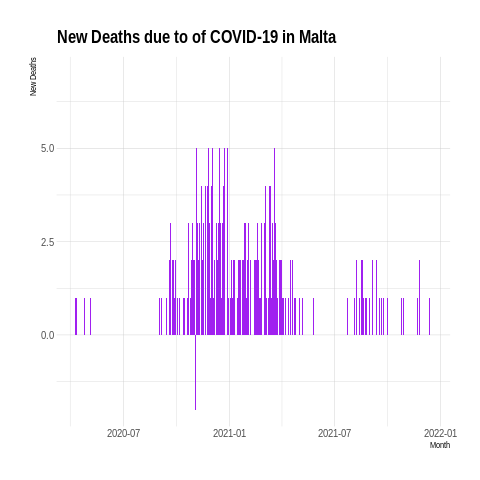 New Deaths due to of COVID-19 in Malta
New Deaths
5.0
2.5
0.0
2020-07 2021-01 2021-07 2022-01
Month